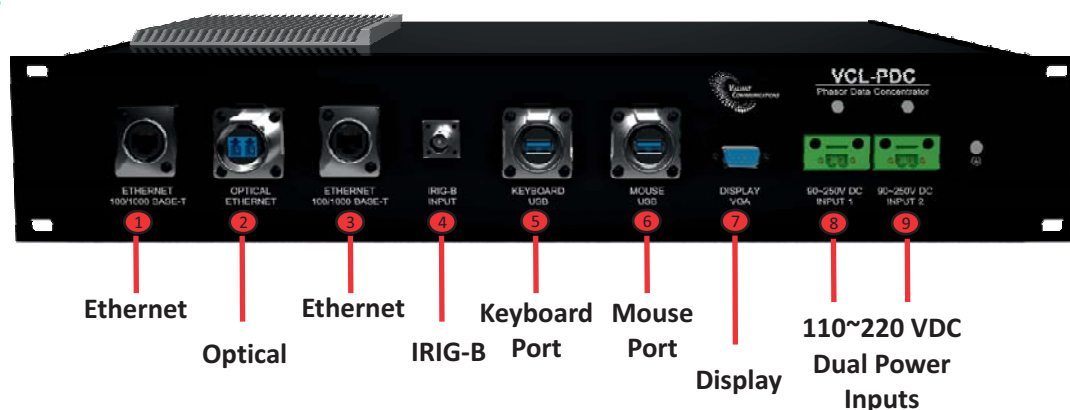 VALIANT
COMMUNICATIONS
VCL-PDC
Phasor Data Concentrator
ETHERNET
100/1000 BASE-T
OPTICAL
ETHERNET
ETHERNET
100/1000 BASE-T
IRIG-B
INPUT
KEYBOARD
USB
MOUSE
USB
DISPLAY
VGA
90~250V DC
INPUT 1
90~250V DC
INPUT 2
1
2
3
4
5
6
7
8
9
Ethernet
Optical
Ethernet
IRIG-B
Keyboard
Port
Mouse
Port
Display
110~220 VDC
Dual Power
Inputs